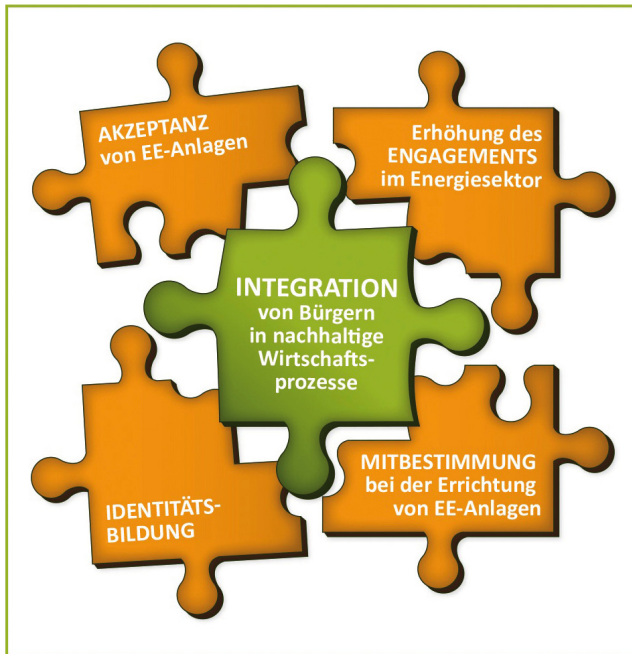 AKZEPTANZ
von EE-Anlagen
Erhöhung des
ENGAGEMENTS
im Energiesektor
INTEGRATION
von Bürgern
in nachhaltige
Wirtschafts-
prozesse
IDENTITÄTS-
BILDUNG
MITBESTIMMUNG
bei der Errichtung
von EE-Anlagen